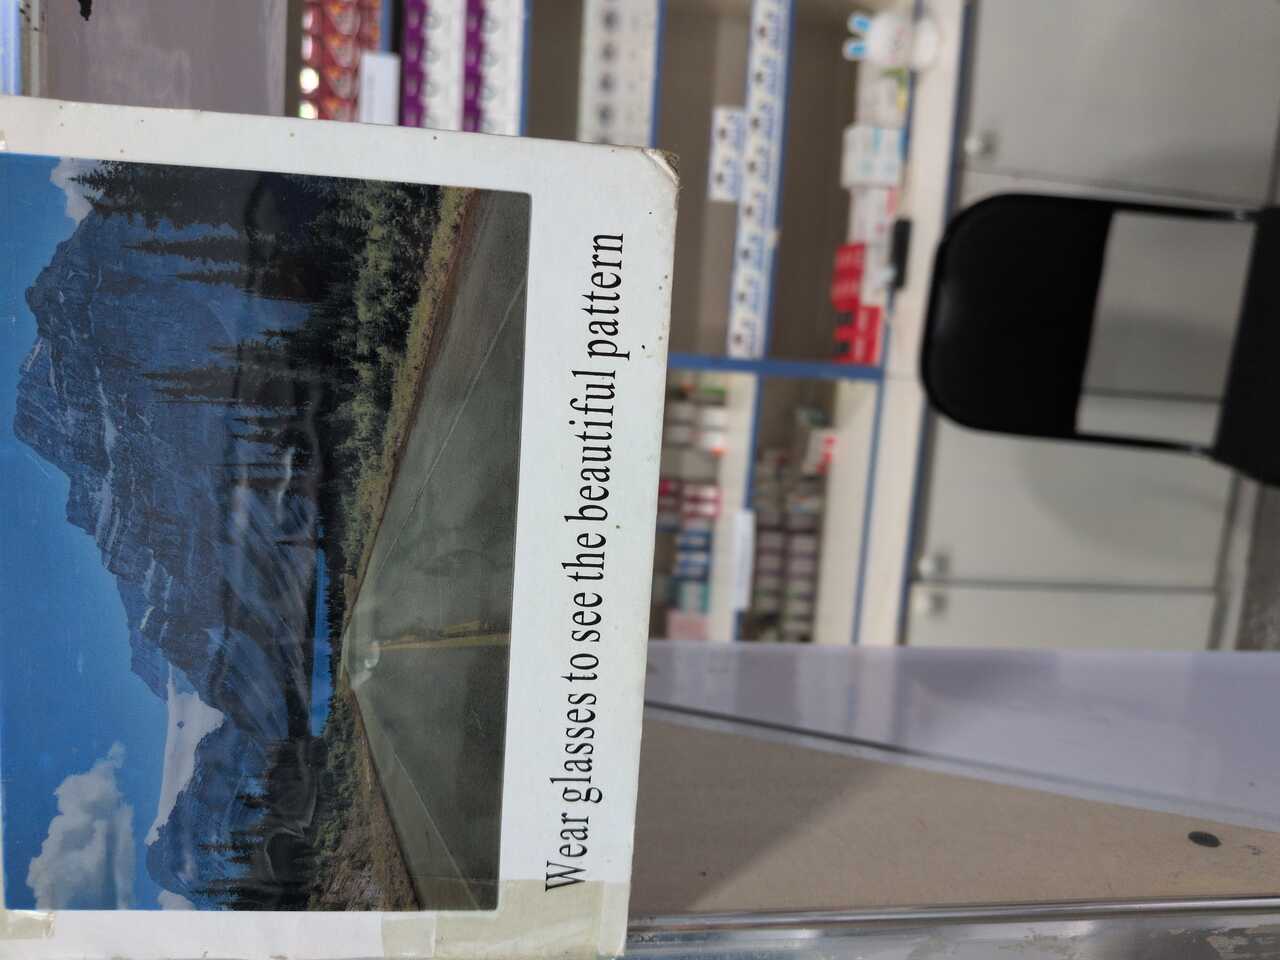 Wear glasses to see the beautiful pattern